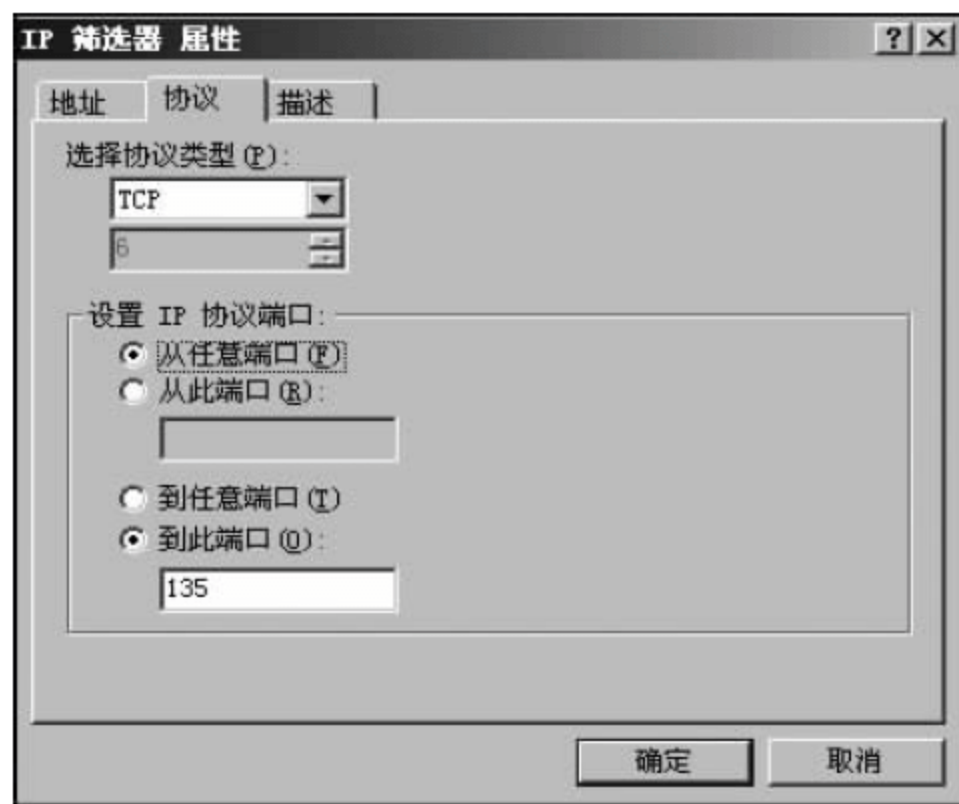 IP 筛选器 属性
地址 协议 描述
选择协议类型(P):
TCP
6
设置 IP 协议端口:
从任意端口(F)
从此端口(R):
到任意端口(T)
到此端口(O):
135
确定 取消